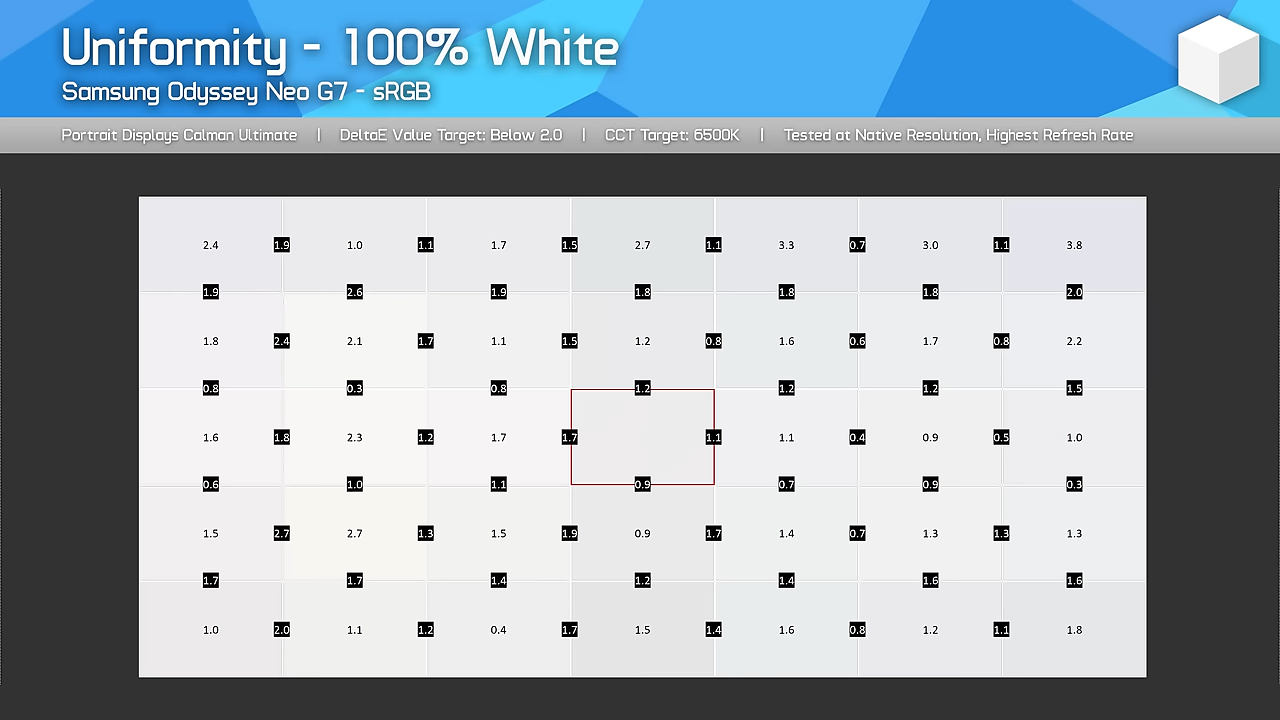 Uniformity - 100% White
Samsung Odyssey Neo G7 - sRGB
Portrait Displays Calman Ultimate | DeltaE Value Target: Below 2.0 | CCT Target: 6500K | Tested at Native Resolution, Highest Refresh Rate
2.4 1.9 1.0 1.1 1.7 1.5 2.7 1.1 3.3 0.7 3.0 1.1 3.8
1.9 2.6 1.9 1.8 1.8 1.8 2.0
1.8 2.4 2.1 1.7 1.1 1.5 1.2 0.8 1.6 0.6 1.7 0.8 2.2
0.8 0.3 0.8 1.2 1.2 1.2 1.5
1.6 1.8 2.3 1.2 1.7 1.7 1.1 1.1 0.4 0.9 0.5 1.0
0.6 1.0 1.1 0.9 0.7 0.9 0.3
1.5 2.7 2.7 1.3 1.5 1.9 0.9 1.7 1.4 0.7 1.3 1.3 1.3
1.7 1.7 1.4 1.2 1.4 1.6 1.6
1.0 2.0 1.1 1.2 0.4 1.7 1.5 1.4 1.6 0.8 1.2 1.1 1.8